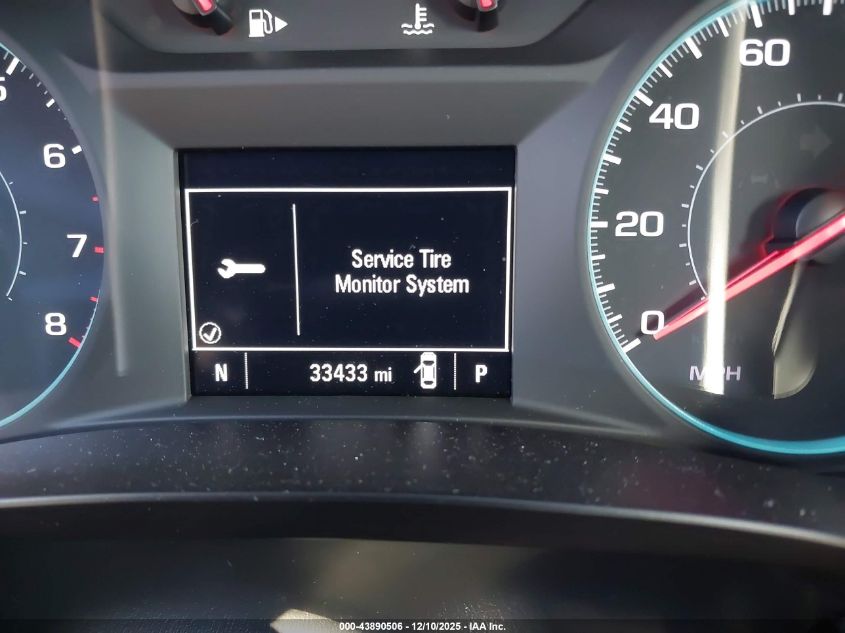 5
6
7
8
60
40
20
0
MPH
Service Tire
Monitor System
N 33433 mi P
000-43890506 - 12/10/2025 - IAA Inc.